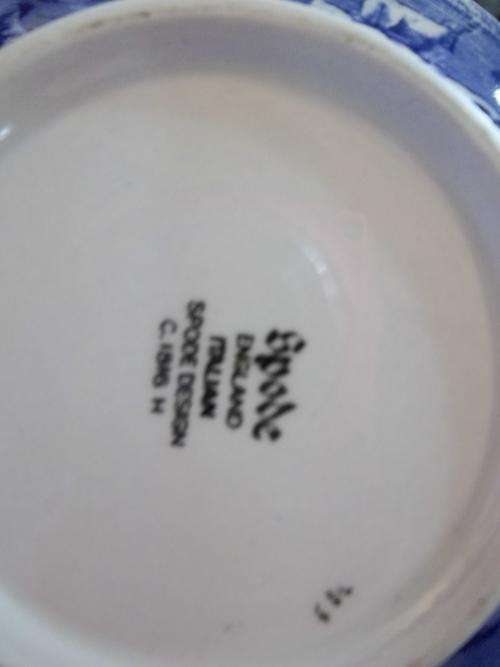 Spode
ENGLAND
ITALIAN
SPODE DESIGN
C. 1816 H